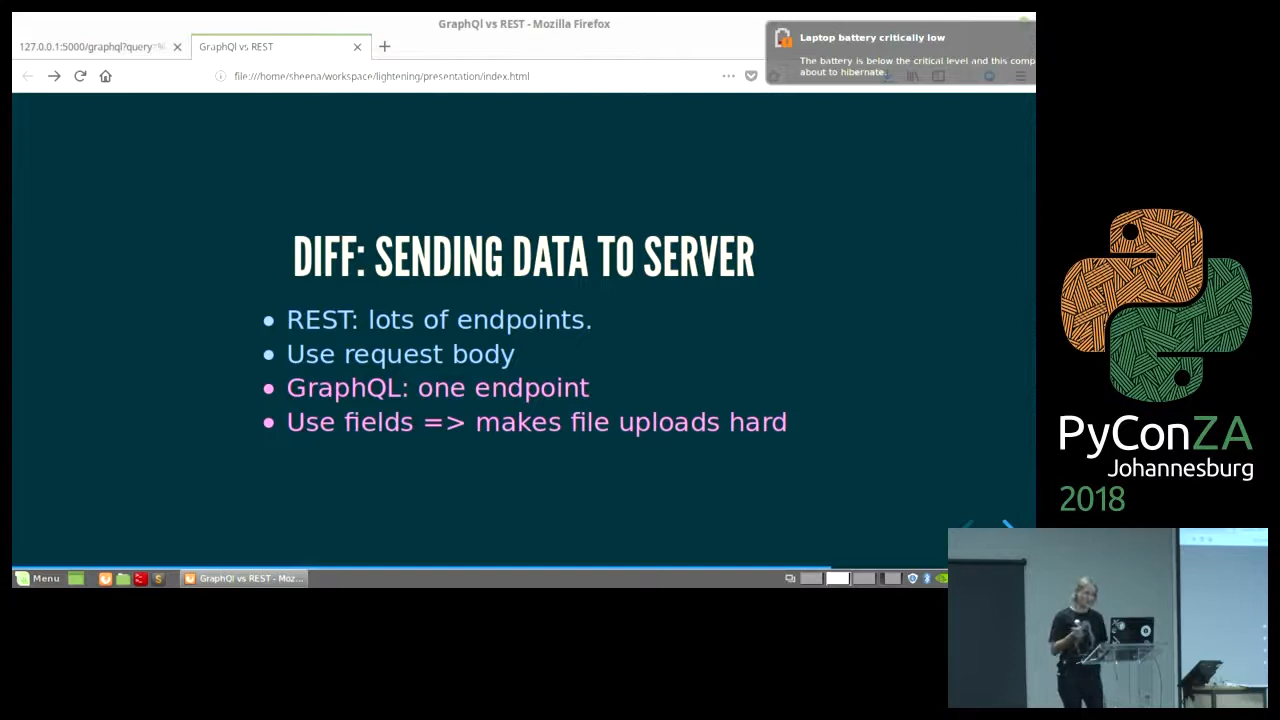 GraphQl vs REST - Mozilla Firefox
127.0.0.1:5000/graphql?query=%
GraphQl vs REST
file:///home/sheena/workspace/lightening/presentation/index.html
Laptop battery critically low
The battery is below the critical level and this comp
about to hibernate.
DIFF: SENDING DATA TO SERVER
• REST: lots of endpoints.
• Use request body
• GraphQL: one endpoint
• Use fields => makes file uploads hard
Menu
GraphQl vs REST - Moz...
PyConZA
Johannesburg
2018